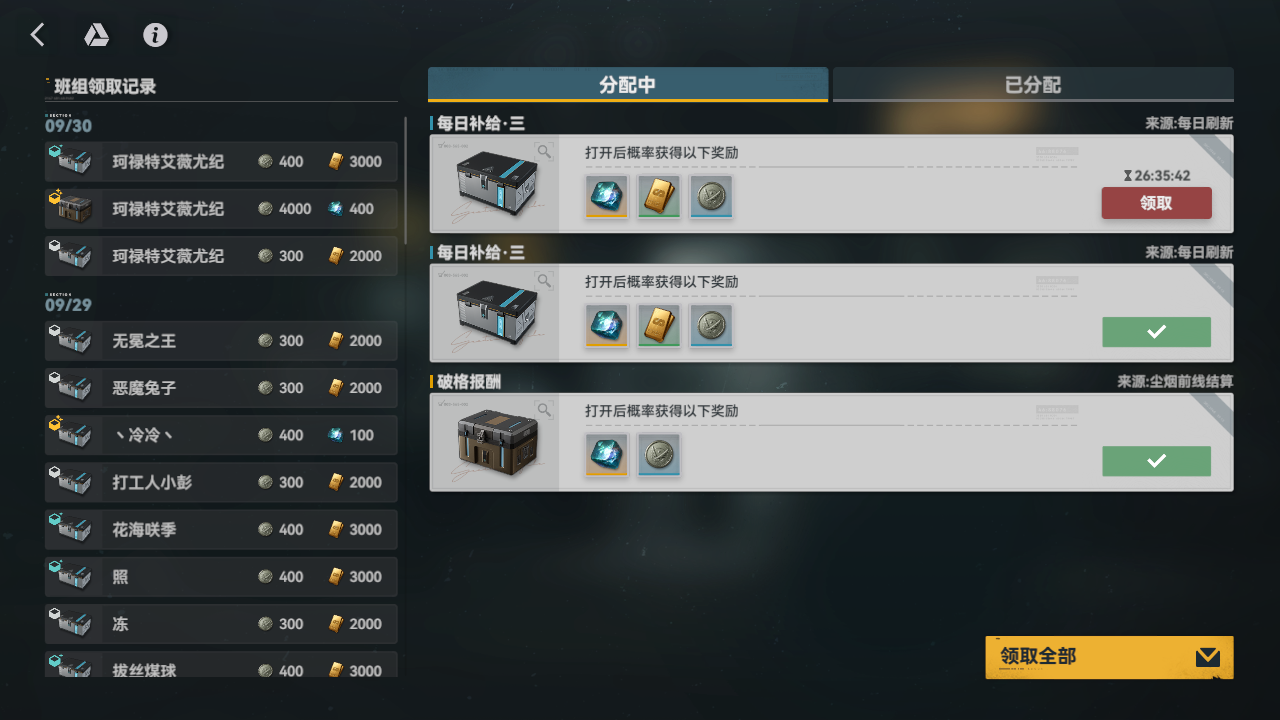 班组领取记录
SECTION
09/30
珂禄特艾薇尤纪 400 3000
珂禄特艾薇尤纪 4000 400
珂禄特艾薇尤纪 300 2000
SECTION
09/29
无冕之王 300 2000
恶魔兔子 300 2000
丶冷冷丶 400 100
打工人小彭 300 2000
花海咲季 400 3000
照 400 3000
冻 300 2000
拔丝煤球 400 3000
分配中 已分配
每日补给·三 来源:每日刷新
打开后概率获得以下奖励
26:35:42
领取
每日补给·三 来源:每日刷新
打开后概率获得以下奖励
破格报酬 来源:尘烟前线结算
打开后概率获得以下奖励
领取全部